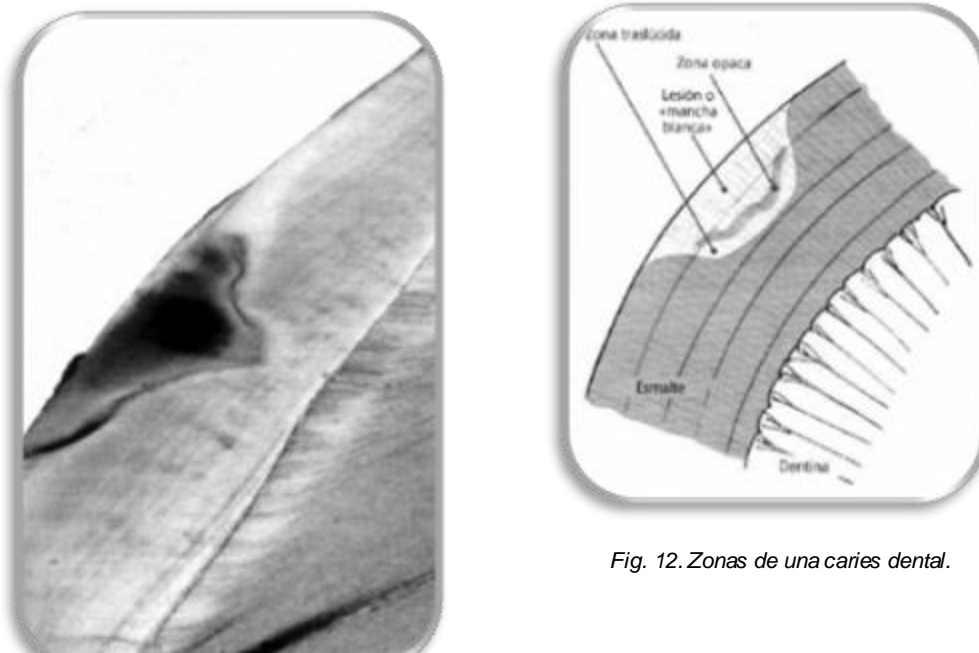 Zona traslúcida
Zona opaca
Lesión o
«mancha
blanca»
Esmalte
Dentina
Fig. 12. Zonas de una caries dental.